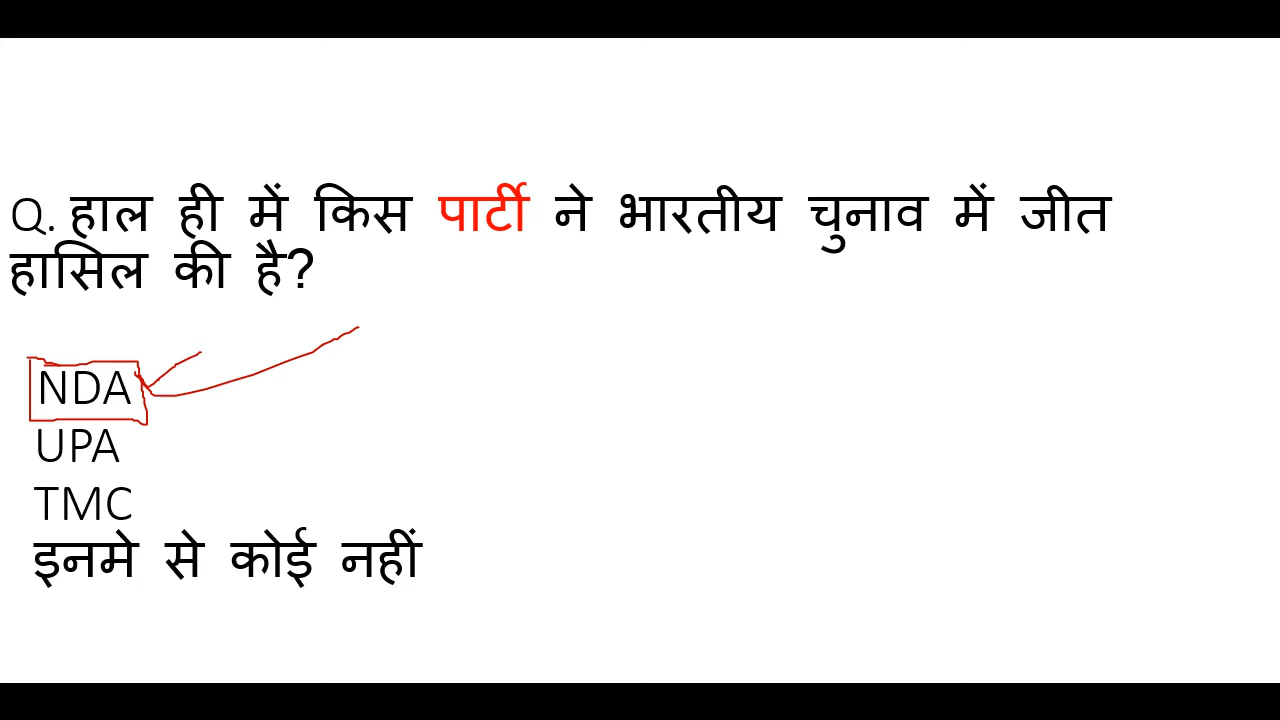 Q. हाल ही में किस पार्टी ने भारतीय चुनाव में जीत
हासिल की है?
NDA
UPA
TMC
इनमे से कोई नहीं